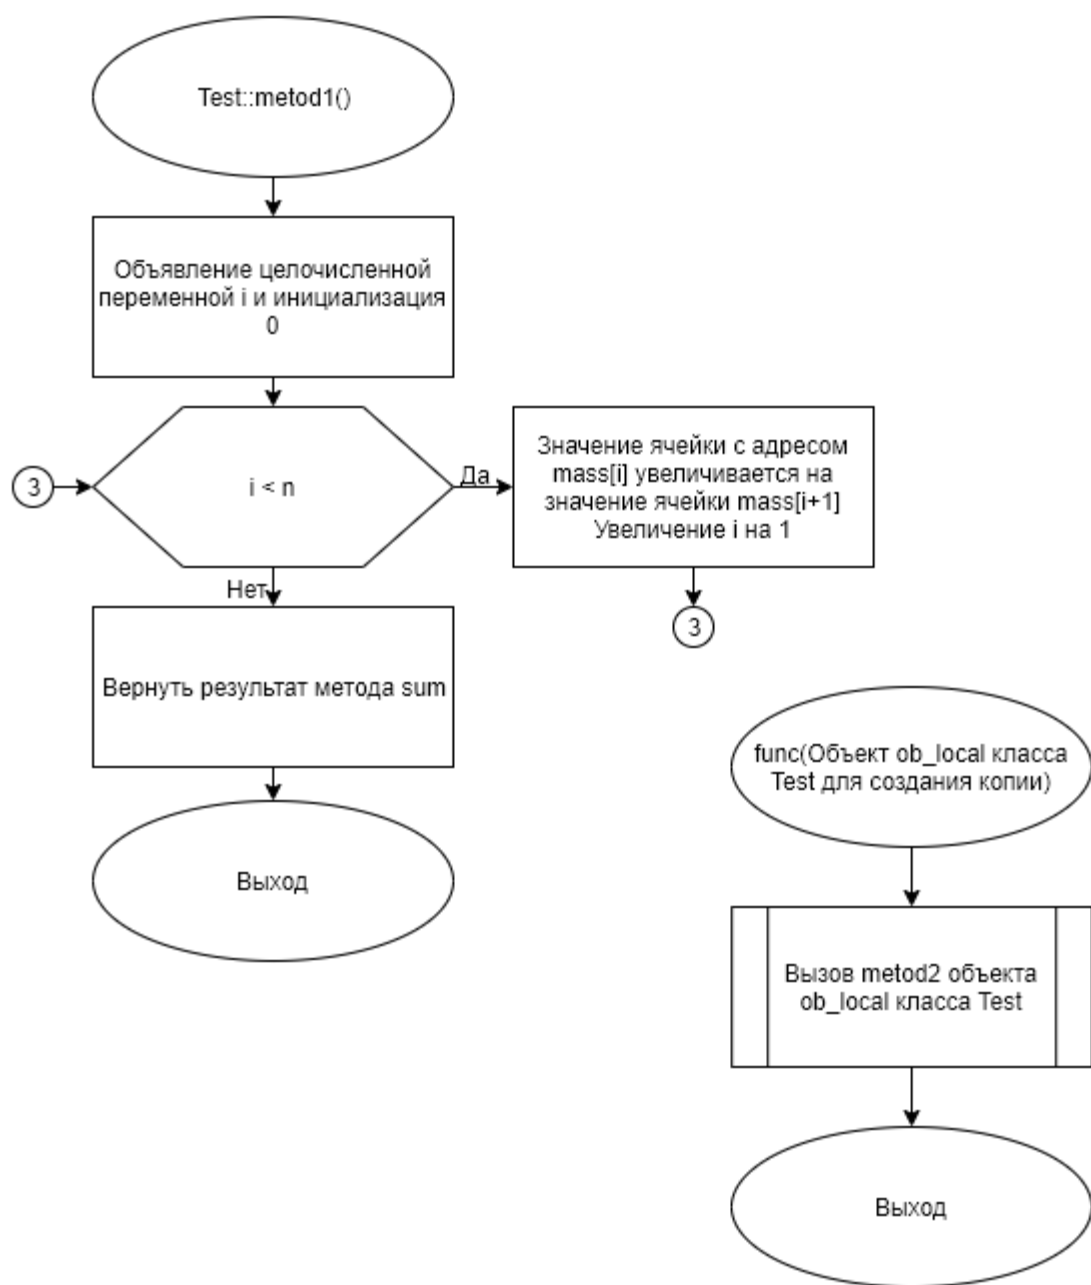 Test::metod1()
Объявление целочисленной
переменной i и инициализация
0
3
i < n
Да
Значение ячейки с адресом
mass[i] увеличивается на
значение ячейки mass[i+1]
Увеличение i на 1
3
Нет
Вернуть результат метода sum
Выход
func(Объект ob_local класса
Test для создания копии)
Вызов metod2 объекта
ob_local класса Test
Выход